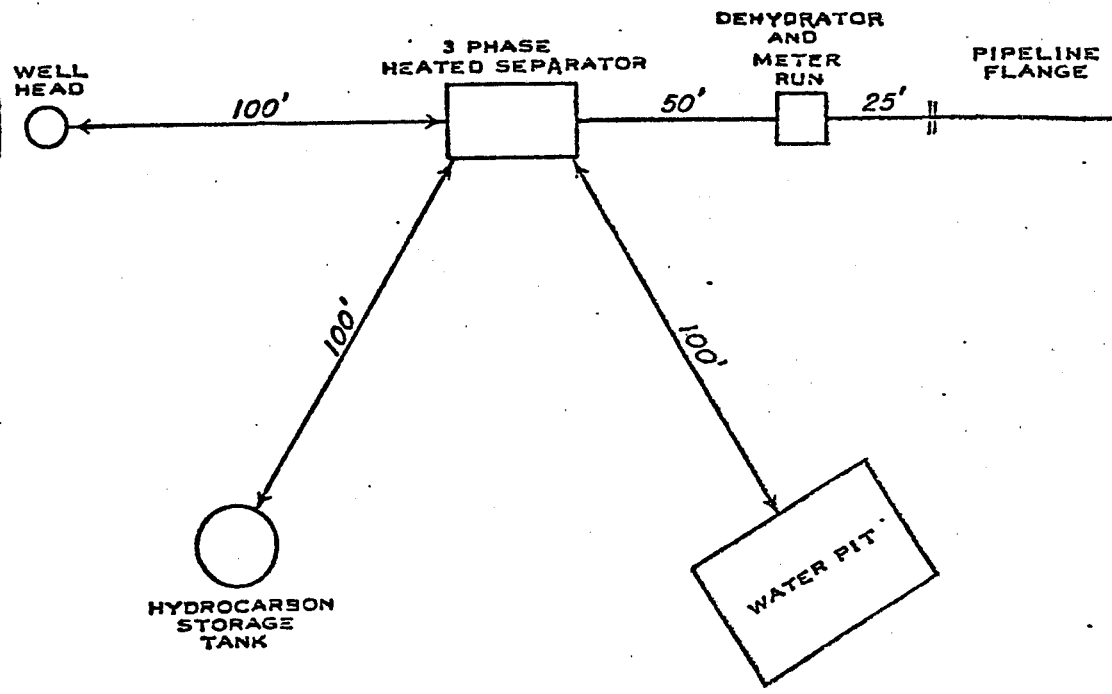 WELL
HEAD
100'
3 PHASE
HEATED SEPARATOR
50'
DEHYDRATOR
AND
METER
RUN
25'
PIPELINE
FLANGE
100'
100'
HYDROCARBON
STORAGE
TANK
WATER PIT